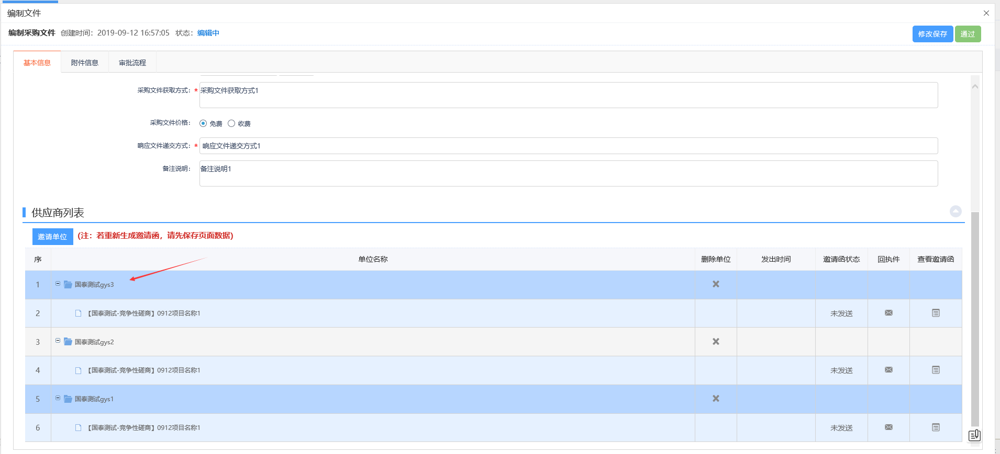 编制文件
编制采购文件 创建时间：2019-09-12 16:57:05 状态：编辑中 修改保存 通过
基本信息 附件信息 审批流程
采购文件获取方式：* 采购文件获取方式1
采购文件价格： 免费 收费
响应文件递交方式：* 响应文件递交方式1
备注说明： 备注说明1
供应商列表
邀请单位 (注：若重新生成邀请函，请先保存页面数据)
序 单位名称 删除单位 发出时间 邀请函状态 回执件 查看邀请函
1 国泰测试gys3
2 【国泰测试-竞争性磋商】0912项目名称1 未发送
3 国泰测试gys2
4 【国泰测试-竞争性磋商】0912项目名称1 未发送
5 国泰测试gys1
6 【国泰测试-竞争性磋商】0912项目名称1 未发送